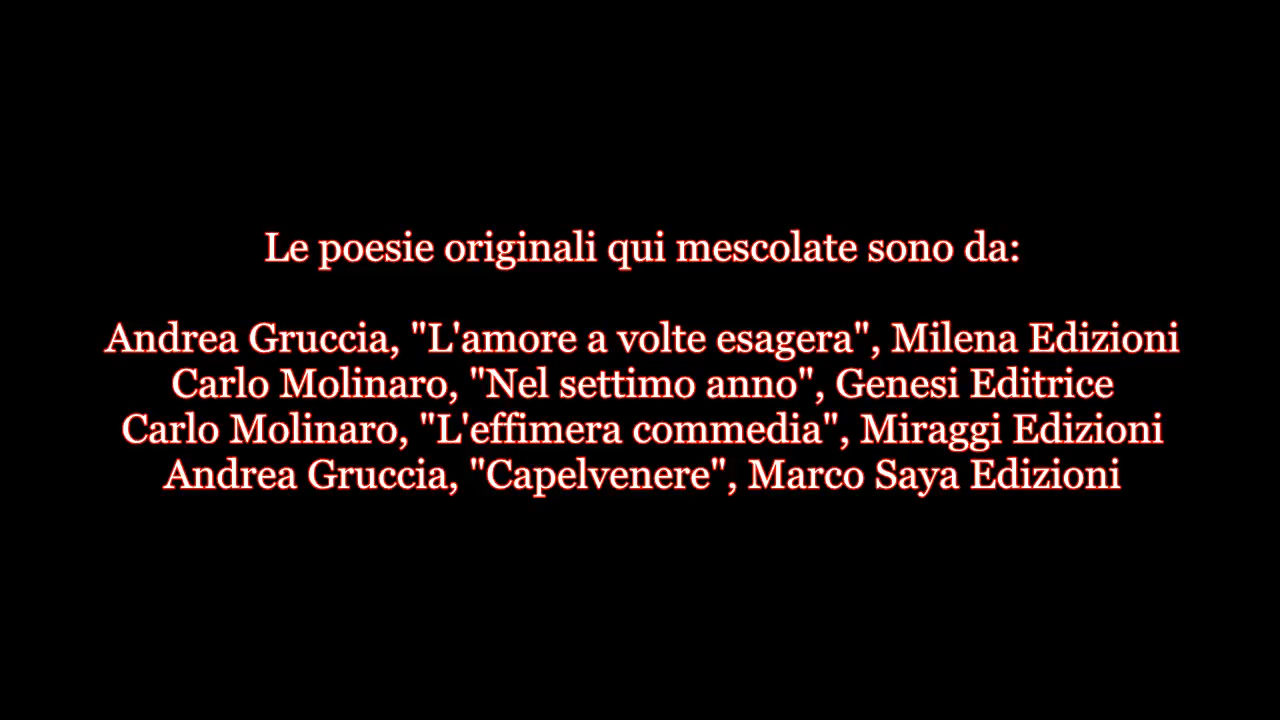 Le poesie originali qui mescolate sono da:
Andrea Gruccia, "L'amore a volte esagera", Milena Edizioni
Carlo Molinaro, "Nel settimo anno", Genesi Editrice
Carlo Molinaro, "L'effimera commedia", Miraggi Edizioni
Andrea Gruccia, "Capelvenere", Marco Saya Edizioni